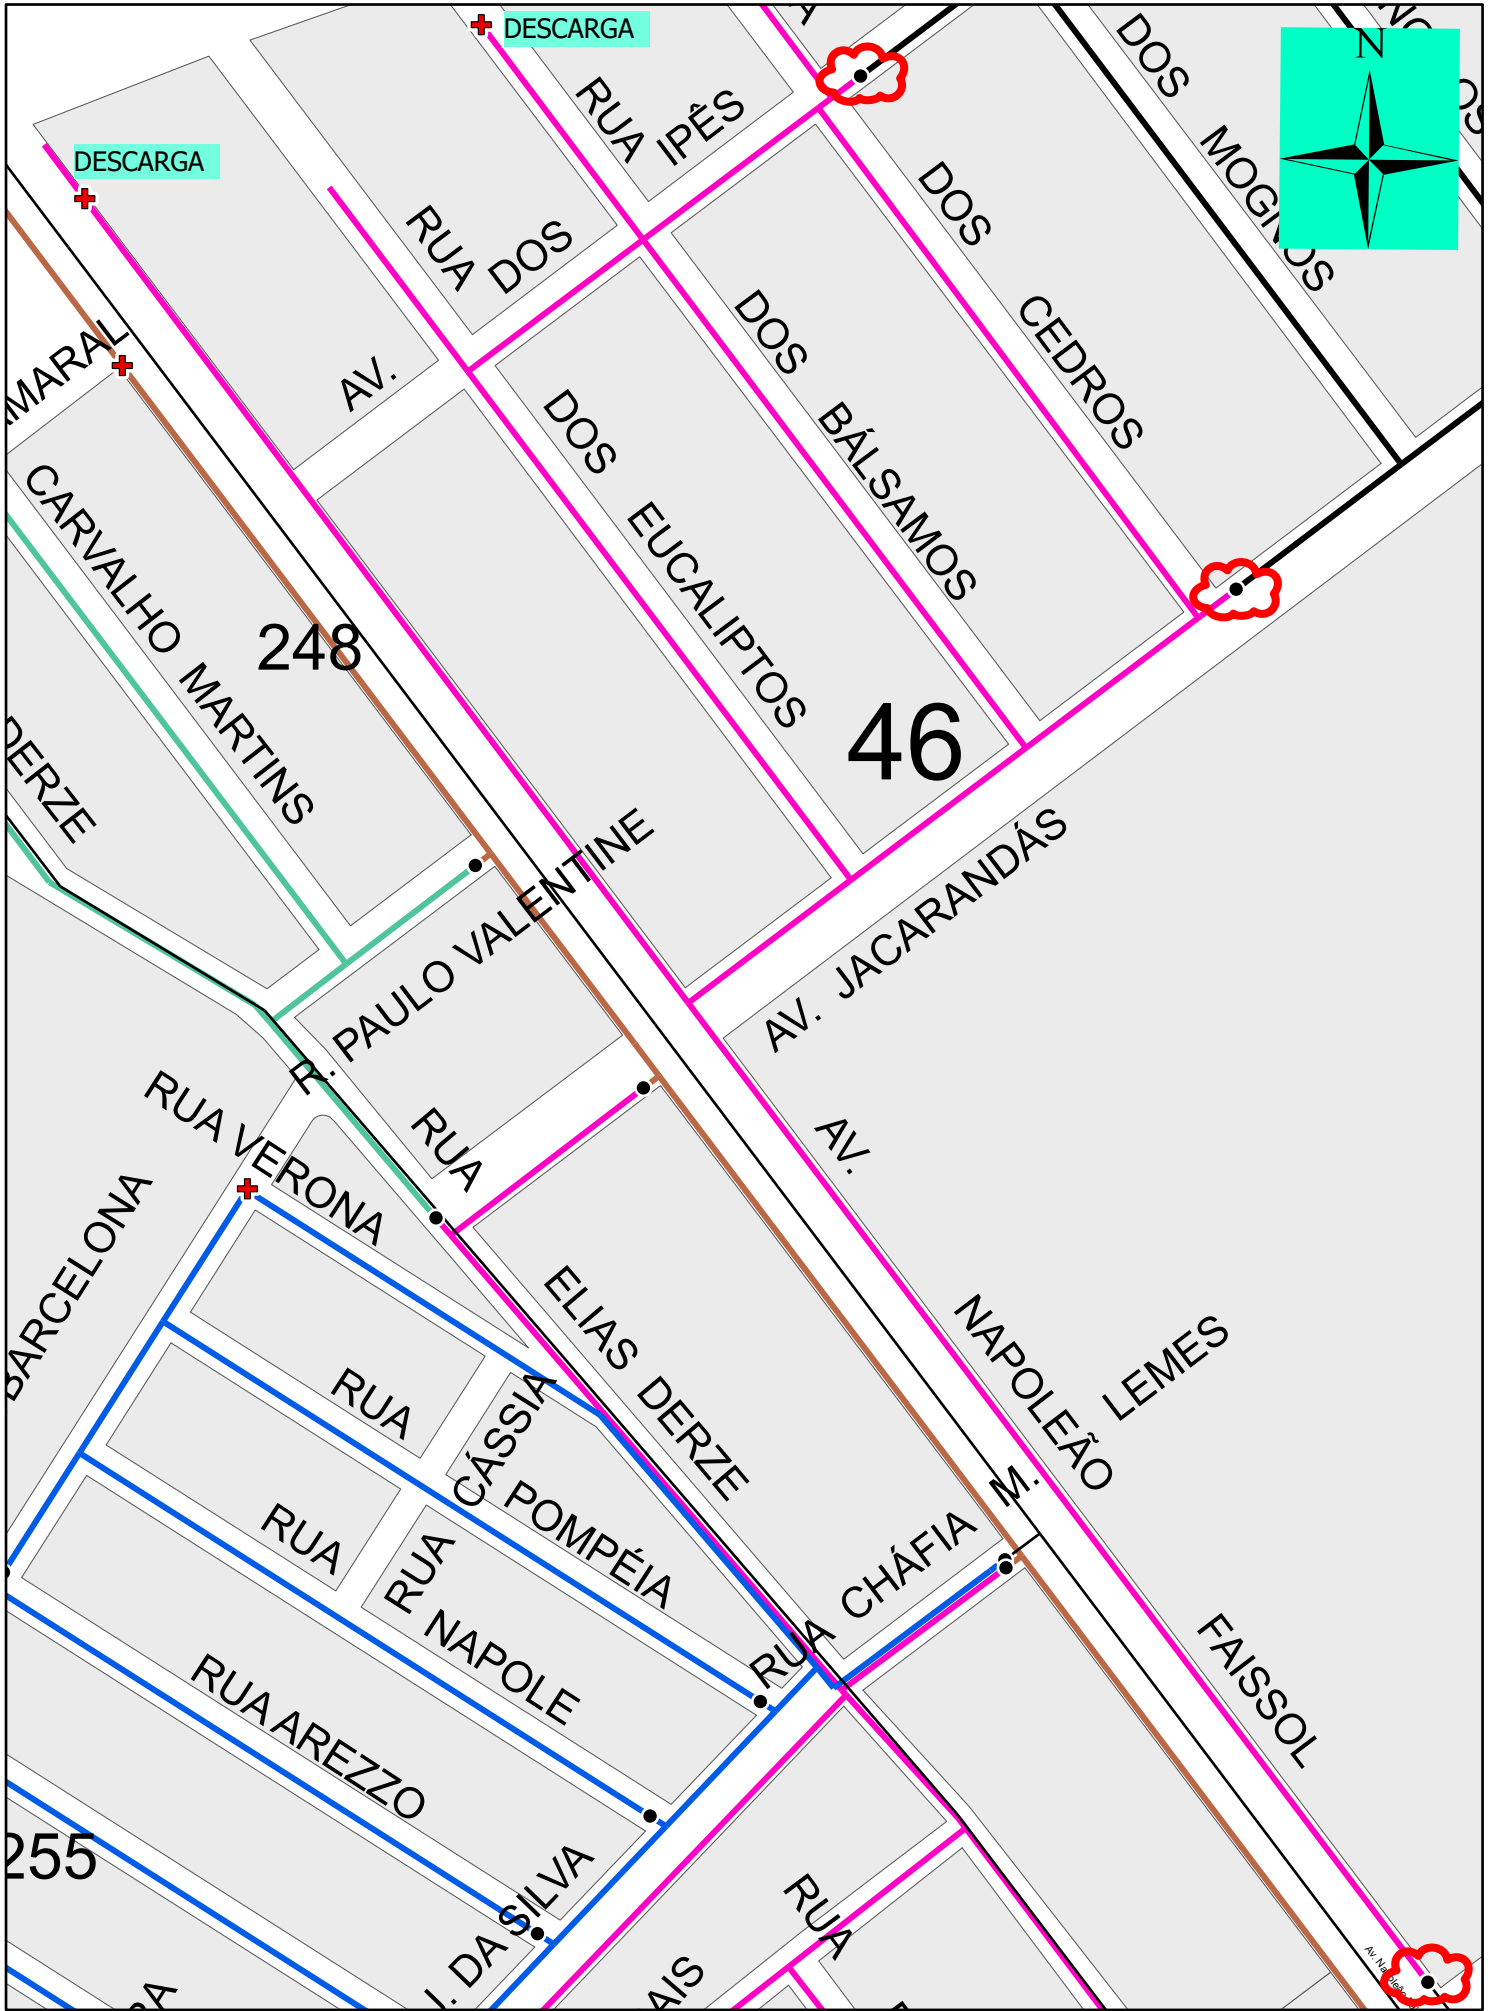 DESCARGA
DESCARGA
N
RUA
IPÊS
DOS
AV.
RUA
DOS
EUCALIPTOS
DOS
BÁLSAMOS
DOS
CEDROS
DOS
MOGNOS
CARVALHO MARTINS
248
46
DERZE
PAULO VALENTINE
R.
AV. JACARANDÁS
RUA VERONA
RUA
ELIAS DERZE
BARCELONA
AV.
NAPOLEÃO
FAISSOL
LEMES
M.
CHÁFIA
RUA
RUA
POMPÉIA
RUA
CÁSSIA
RUA
NAPOLE
RUA AREZZO
255
I. DA SILVA
RUA
AIS